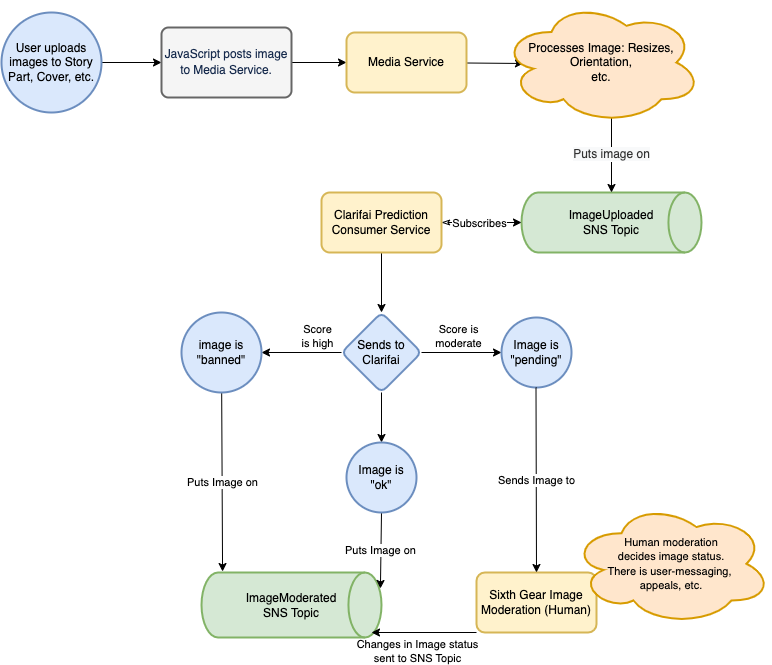 User uploads
images to Story
Part, Cover, etc.
JavaScript posts image
to Media Service.
Media Service
Processes Image: Resizes,
Orientation,
etc.
Puts image on
Clarifai Prediction
Consumer Service
Subscribes
ImageUploaded
SNS Topic
image is
"banned"
Score
is high
Sends to
Clarifai
Score is
moderate
Image is
"pending"
Image is
"ok"
Puts Image on
Sends Image to
Puts Image on
Human moderation
decides image status.
There is user-messaging,
appeals, etc.
ImageModerated
SNS Topic
Sixth Gear Image
Moderation (Human)
Changes in Image status
sent to SNS Topic